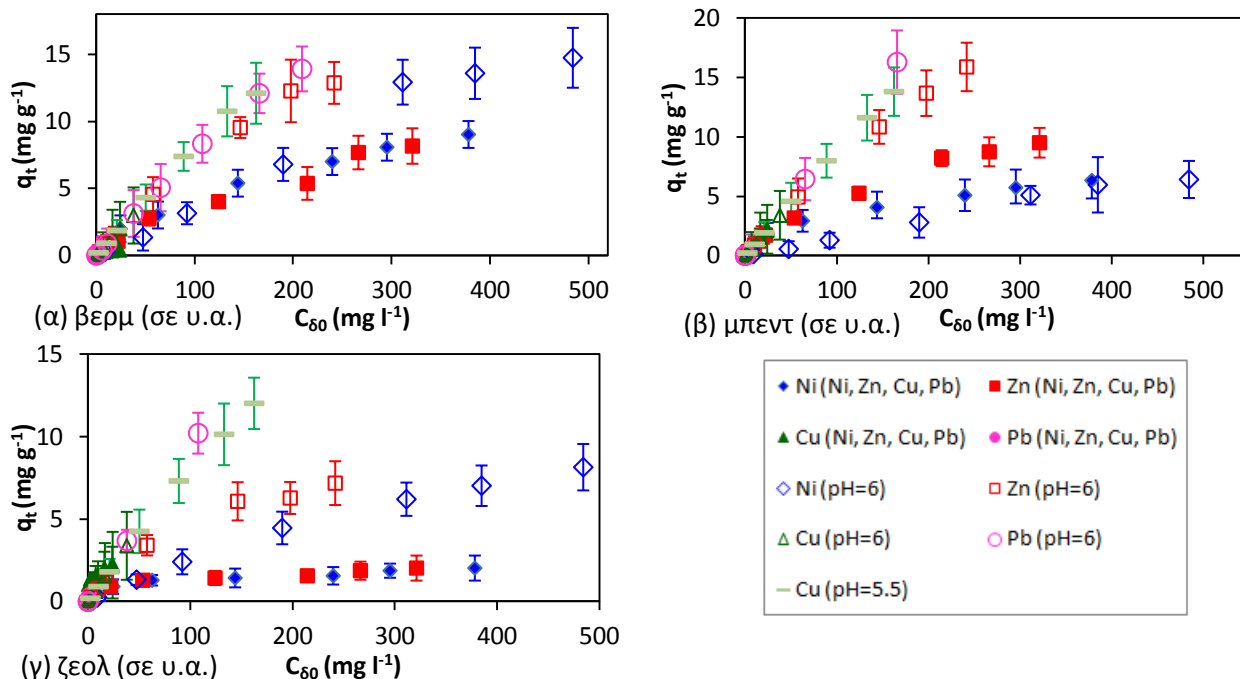 20
15
10
5
0
q_t (mg g⁻¹)
0 100 200 300 400 500
C_δ0 (mg l⁻¹)
(α) βερμ (σε υ.α.)
20
15
10
5
0
q_t (mg g⁻¹)
0 100 200 300 400 500
C_δ0 (mg l⁻¹)
(β) μπεντ (σε υ.α.)
15
10
5
0
q_t (mg g⁻¹)
0 100 200 300 400 500
C_δ0 (mg l⁻¹)
(γ) ζεολ (σε υ.α.)
Ni (Ni, Zn, Cu, Pb) Zn (Ni, Zn, Cu, Pb)
Cu (Ni, Zn, Cu, Pb) Pb (Ni, Zn, Cu, Pb)
Ni (pH=6) Zn (pH=6)
Cu (pH=6) Pb (pH=6)
Cu (pH=5.5)